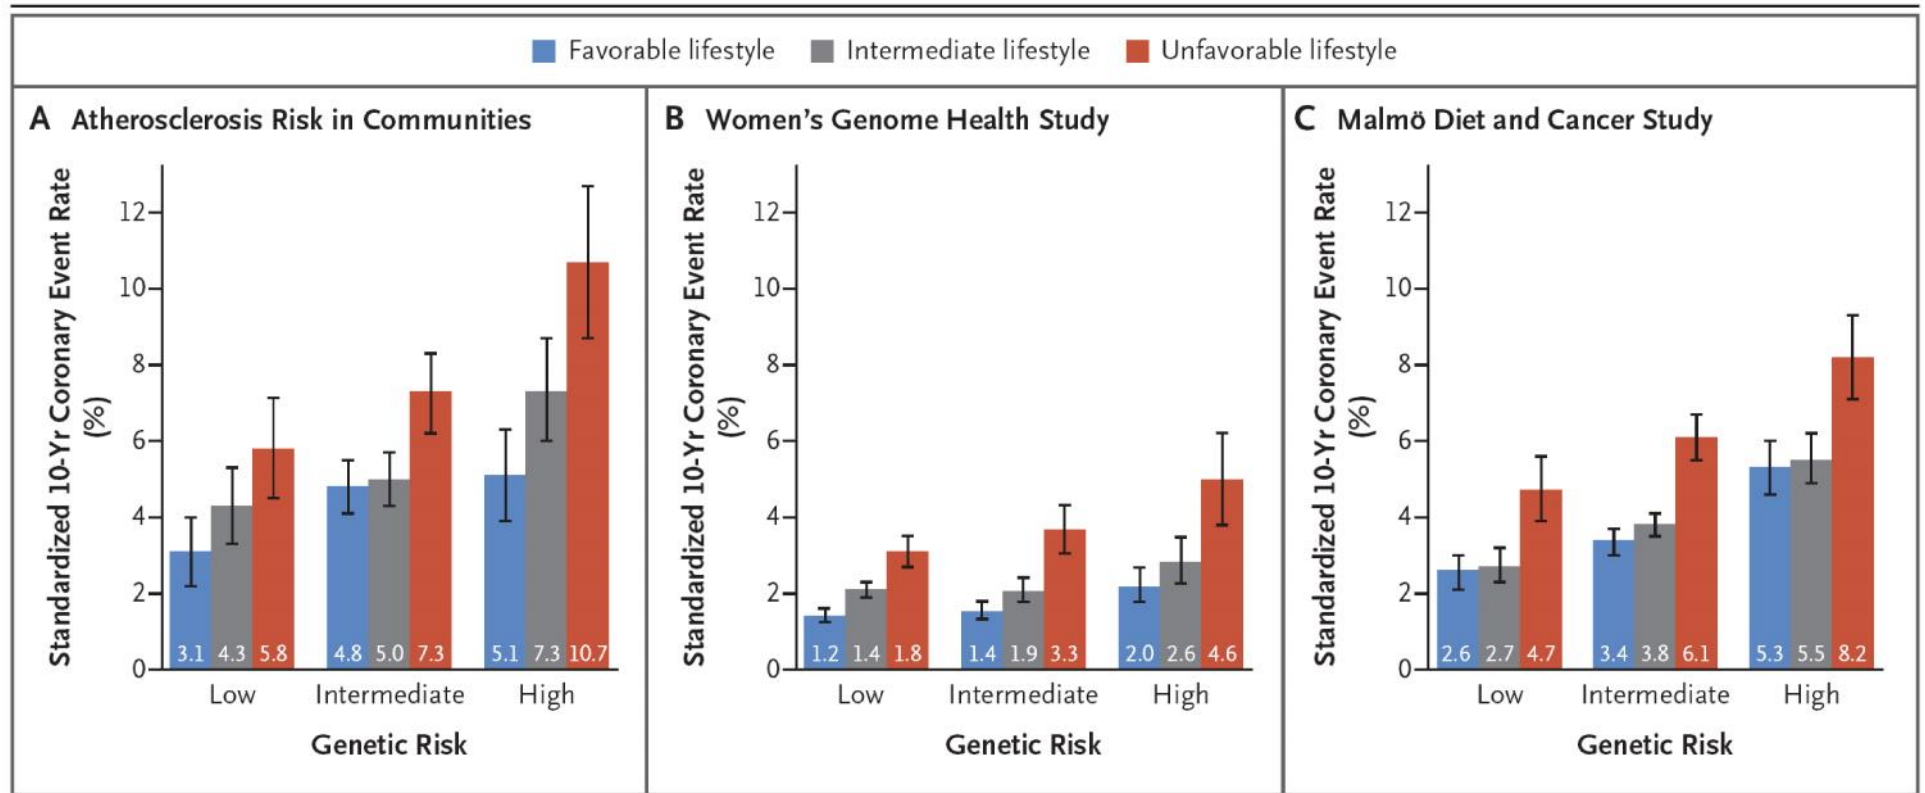 Favorable lifestyle Intermediate lifestyle Unfavorable lifestyle
A Atherosclerosis Risk in Communities
Standardized 10-Yr Coronary Event Rate
(%)
12
10
8
6
4
2
0
3.1 4.3 5.8 4.8 5.0 7.3 5.1 7.3 10.7
Low Intermediate High
Genetic Risk
B Women's Genome Health Study
Standardized 10-Yr Coronary Event Rate
(%)
12
10
8
6
4
2
0
1.2 1.4 1.8 1.4 1.9 3.3 2.0 2.6 4.6
Low Intermediate High
Genetic Risk
C Malmö Diet and Cancer Study
Standardized 10-Yr Coronary Event Rate
(%)
12
10
8
6
4
2
0
2.6 2.7 4.7 3.4 3.8 6.1 5.3 5.5 8.2
Low Intermediate High
Genetic Risk